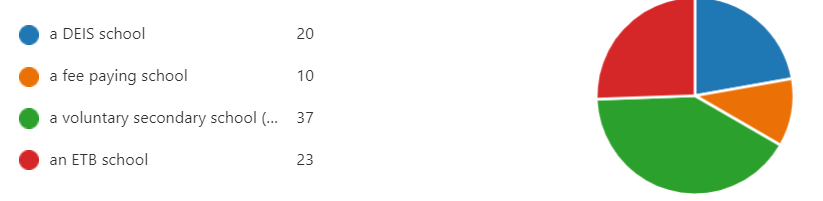 a DEIS school 20
a fee paying school 10
a voluntary secondary school (... 37
an ETB school 23